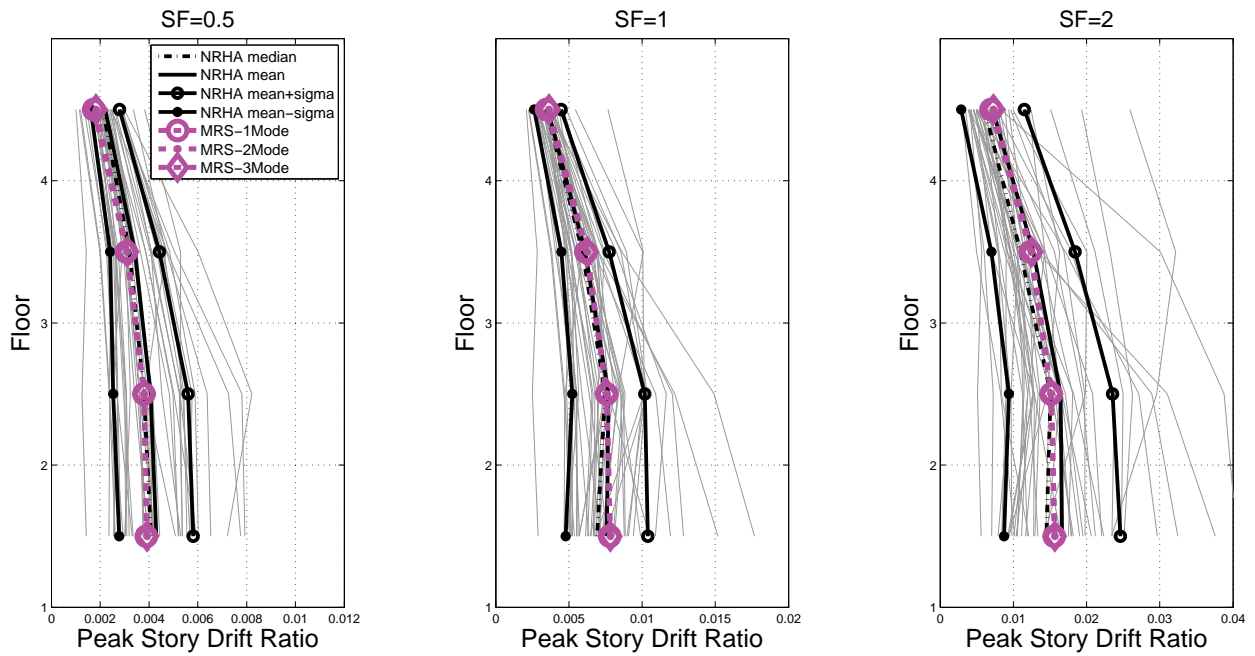 SF=0.5
NRHA median
NRHA mean
NRHA mean+sigma
NRHA mean−sigma
MRS−1Mode
MRS−2Mode
MRS−3Mode
Floor
4
3
2
1
0 0.002 0.004 0.006 0.008 0.01 0.012
Peak Story Drift Ratio
SF=1
Floor
4
3
2
1
0 0.005 0.01 0.015 0.02
Peak Story Drift Ratio
SF=2
Floor
4
3
2
1
0 0.01 0.02 0.03 0.04
Peak Story Drift Ratio